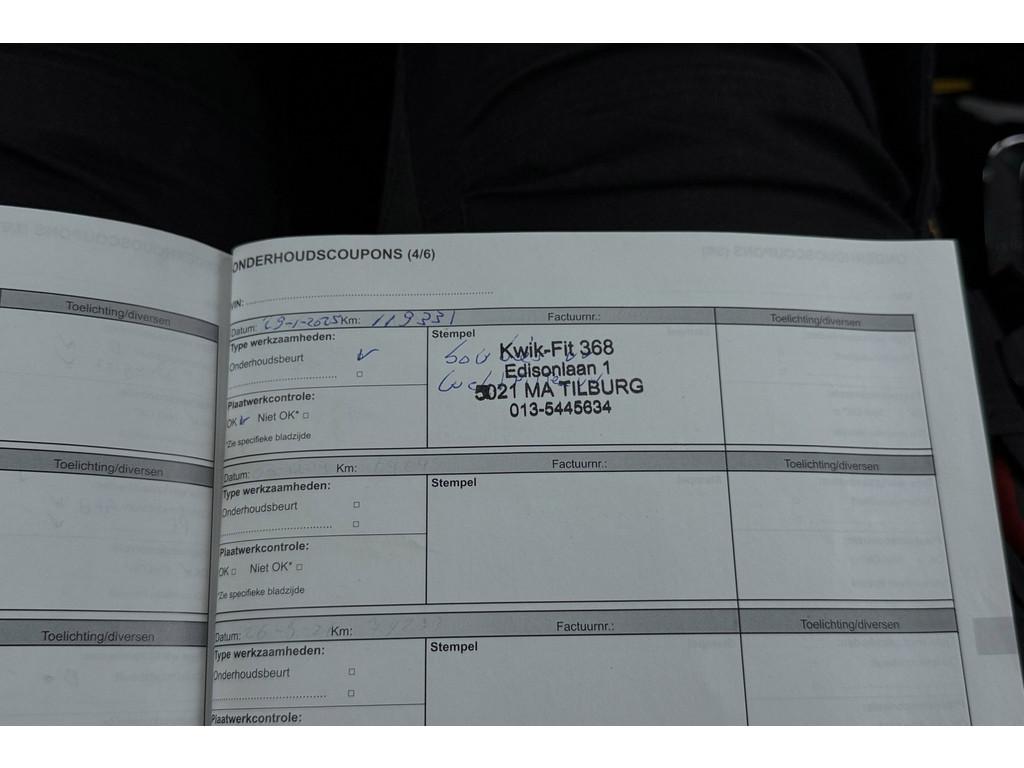 Toelichting/diversen
Toelichting/diversen
Toelichting/diversen
ONDERHOUDSCOUPONS (4/6)
VIN:
Datum: 29-1-2025 Km: 119331 Factuurnr.: Toelichting/diversen
Type werkzaamheden:
Onderhoudsbeurt
Plaatwerkcontrole:
OK Niet OK*
*Zie specifieke bladzijde
Stempel
Kwik-Fit 368
Edisonlaan 1
5021 MA TILBURG
013-5445634
Datum: Km: Factuurnr.: Toelichting/diversen
Type werkzaamheden:
Onderhoudsbeurt
Plaatwerkcontrole:
OK Niet OK*
*Zie specifieke bladzijde
Stempel
Datum: Km: Factuurnr.: Toelichting/diversen
Type werkzaamheden:
Onderhoudsbeurt
Plaatwerkcontrole:
Stempel